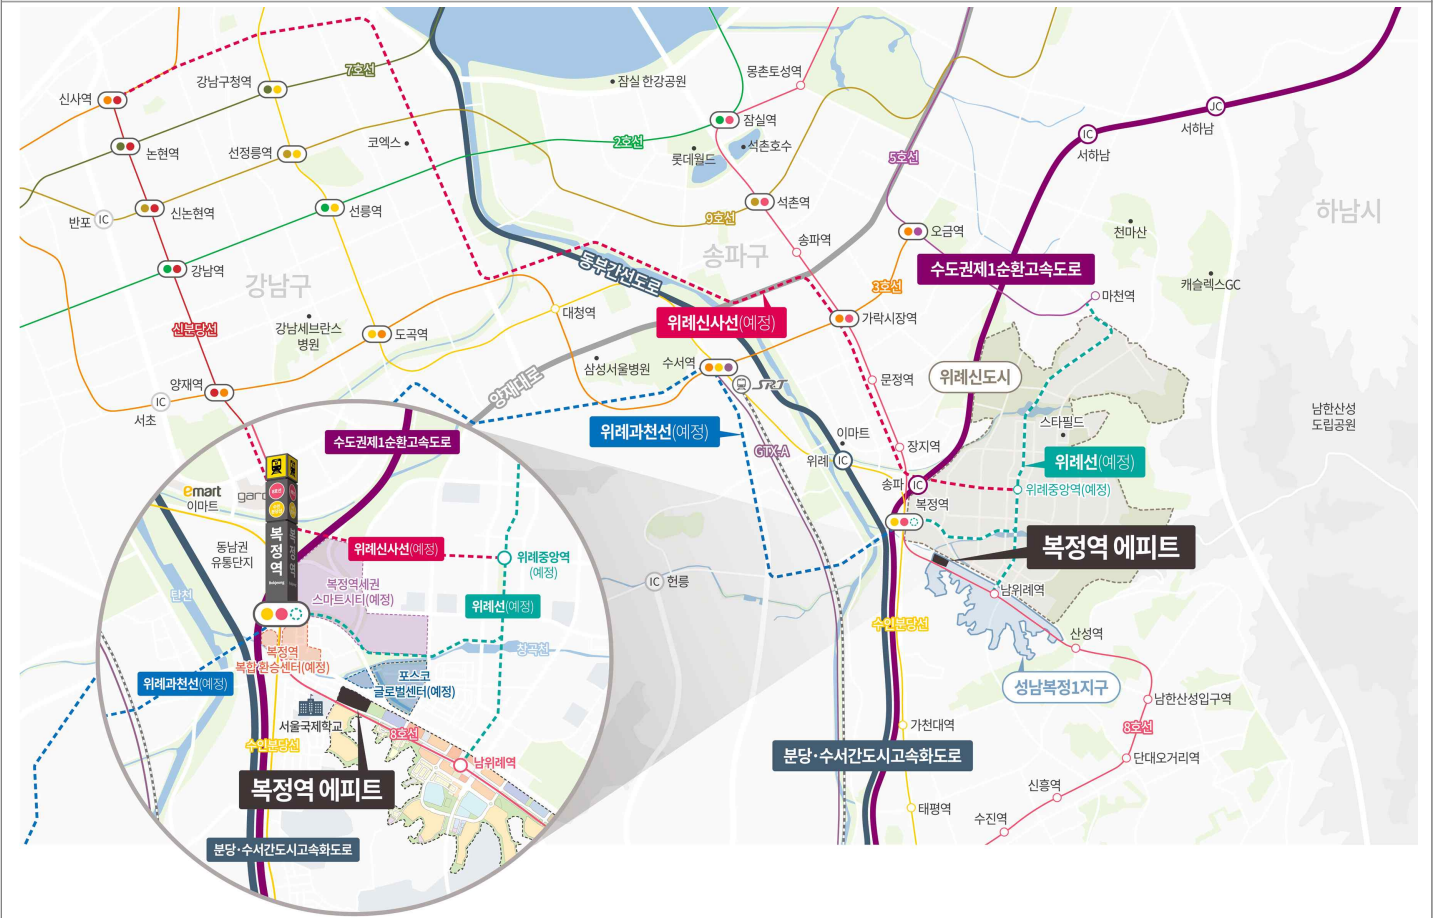 7호선
강남구청역
신사역
잠실 한강공원
몽촌토성역
JC
서하남
IC
서하남
논현역
선정릉역
코엑스
2호선
잠실역
롯데월드
석촌호수
5호선
하남시
반포
IC
신논현역
선릉역
9호선
석촌역
오금역
천마산
송파역
송파구
강남역
동부간선도로
수도권제1순환고속도로
캐슬렉스GC
강남구
3호선
마천역
신분당선
강남세브란스
병원
도곡역
대청역
위례신사선(예정)
가락시장역
삼성서울병원
수서역
SRT
문정역
위례신도시
양재역
양재대로
IC
서초
남한산성
도립공원
스타필드
위례과천선(예정)
이마트
장지역
GTX-A
위례
IC
위례선(예정)
송파
IC
위례중앙역(예정)
복정역
복정역 에피트
남위례역
IC
헌릉
수인분당선
산성역
성남복정1지구
남한산성입구역
8호선
가천대역
분당·수서간도시고속화도로
단대오거리역
신흥역
태평역
수진역
수도권제1순환고속도로
emart
이마트
복정역
동남권
유통단지
위례신사선(예정)
위례중앙역
(예정)
복정역세권
스마트시티(예정)
위례선(예정)
탄천
창곡천
복정역
복합환승센터(예정)
위례과천선(예정)
포스코
글로벌센터(예정)
서울국제학교
8호선
수인분당선
남위례역
복정역 에피트
분당·수서간도시고속화도로